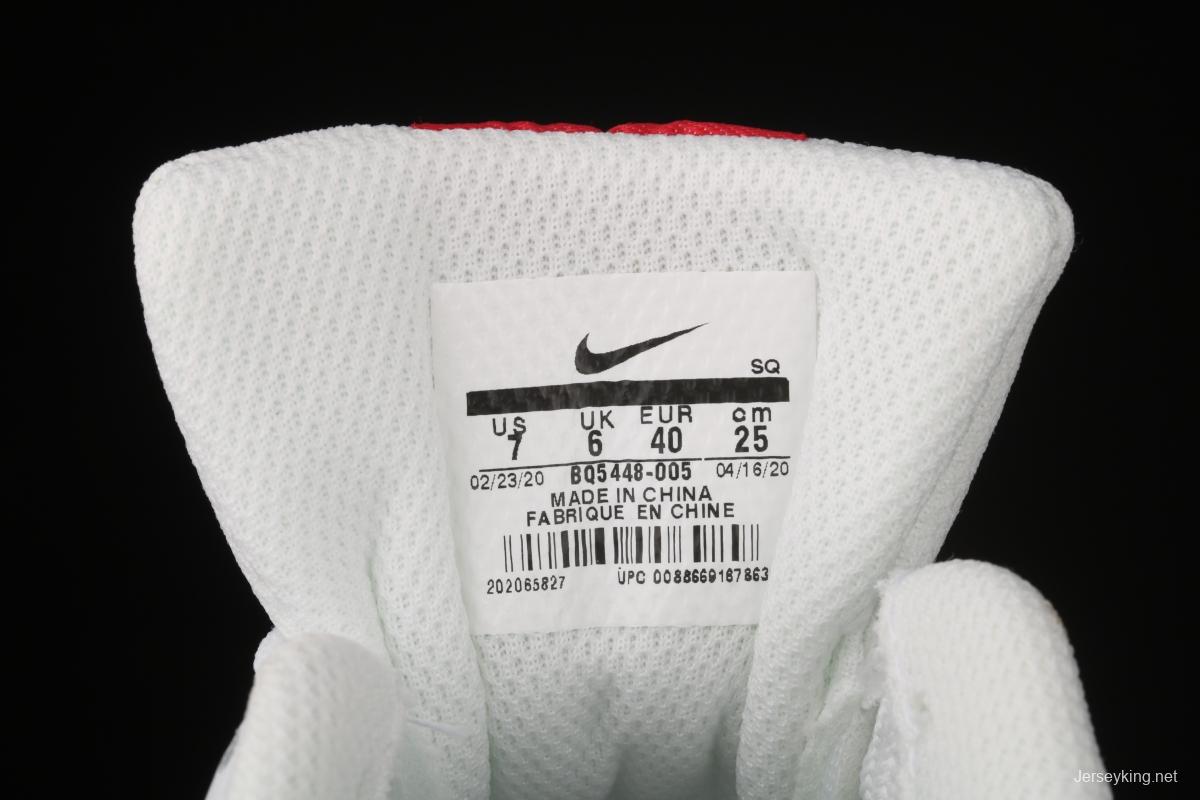 SQ
US UK EUR cm
7 6 40 25
02/23/20 BQ5448-005 04/16/20
MADE IN CHINA
FABRIQUE EN CHINE
202065827 UPC 0088669167863
Jerseyking.net